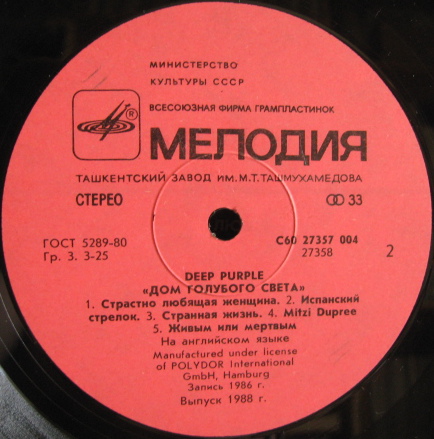 МИНИСТЕРСТВО
КУЛЬТУРЫ СССР
ВСЕСОЮЗНАЯ ФИРМА ГРАМПЛАСТИНОК
®
МЕЛОДИЯ
ТАШКЕНТСКИЙ ЗАВОД ИМ. М.Т. ТАШМУХАМЕДОВА
СТЕРЕО
33
ГОСТ 5289-80
С60 27357 004
Гр. 3. 3-25
27358
2
DEEP PURPLE
«ДОМ ГОЛУБОГО СВЕТА»
1. Страстно любящая женщина. 2. Испанский
стрелок. 3. Странная жизнь. 4. Mitzi Dupree
5. Живым или мертвым
На английском языке
Manufactured under license
of POLYDOR International
GmbH, Hamburg
Запись 1986 г.
Выпуск 1988 г.